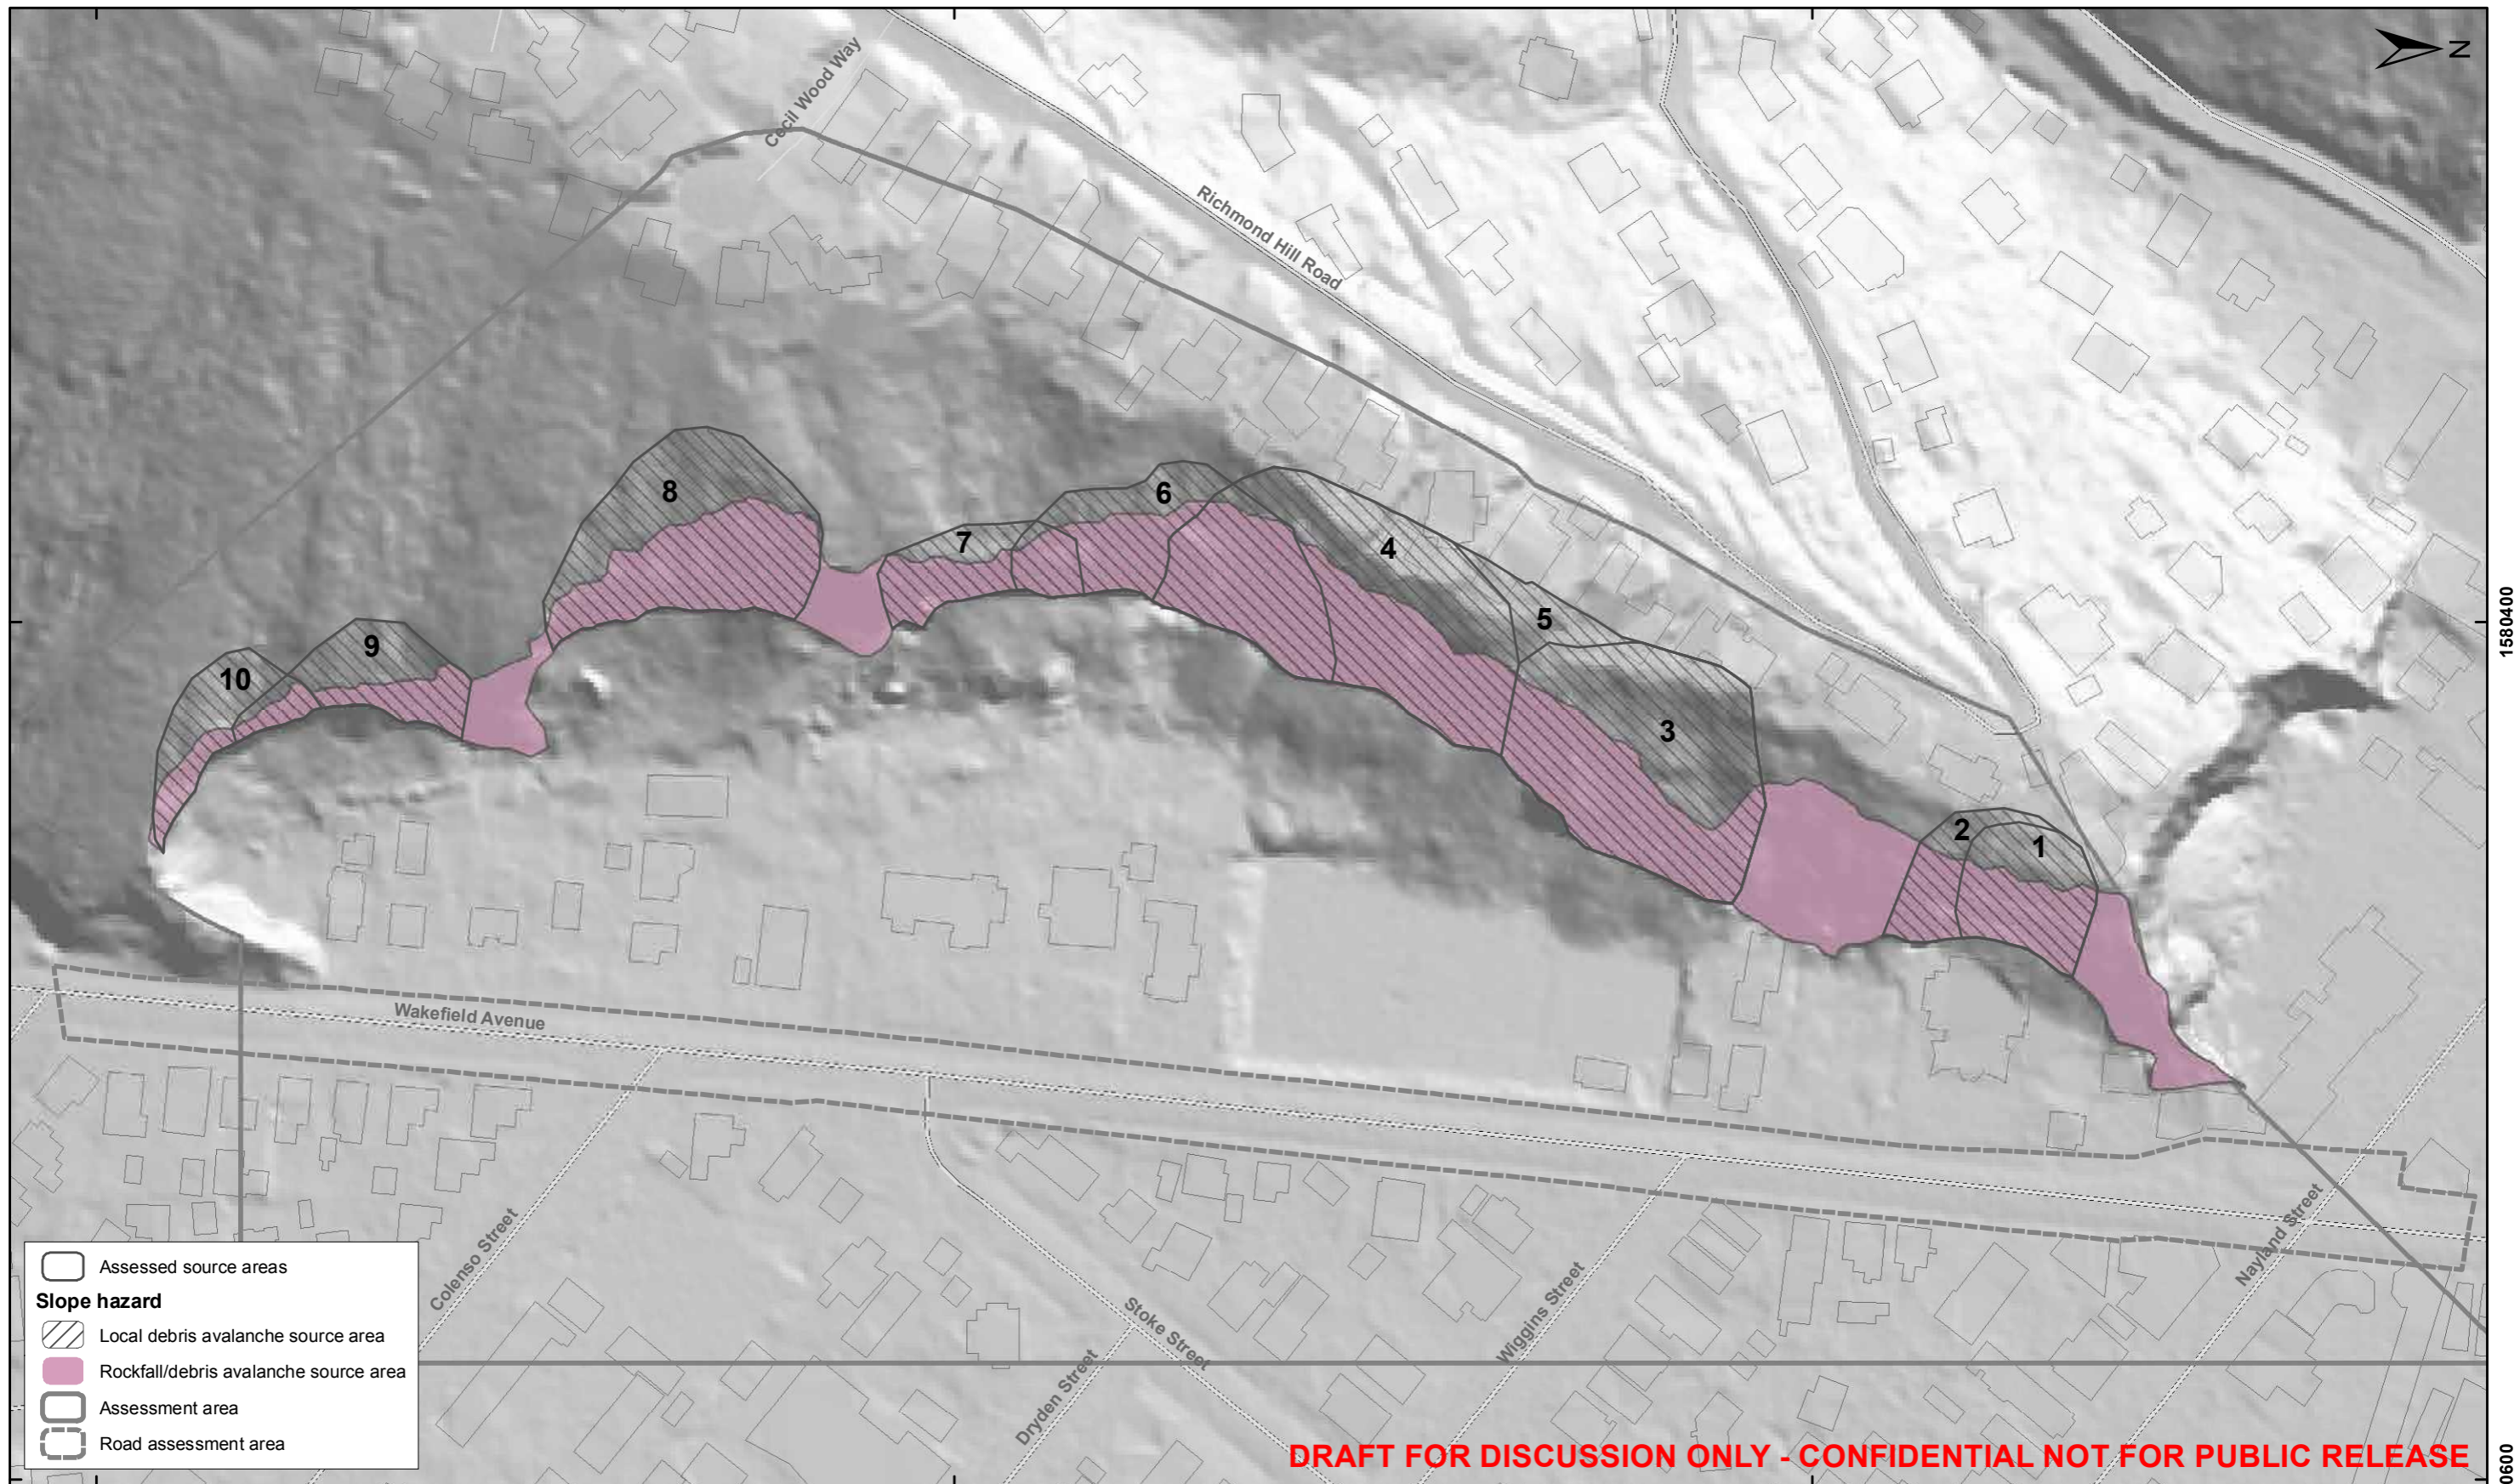 N
Cecil Wood Way
Richmond Hill Road
8
6
7
4
5
1580400
9
10
3
2
1
Wakefield Avenue
Colenso Street
Stoke Street
Dryden Street
Wiggins Street
Nayland Street
Assessed source areas
Slope hazard
Local debris avalanche source area
Rockfall/debris avalanche source area
Assessment area
Road assessment area
DRAFT FOR DISCUSSION ONLY - CONFIDENTIAL NOT FOR PUBLIC RELEASE